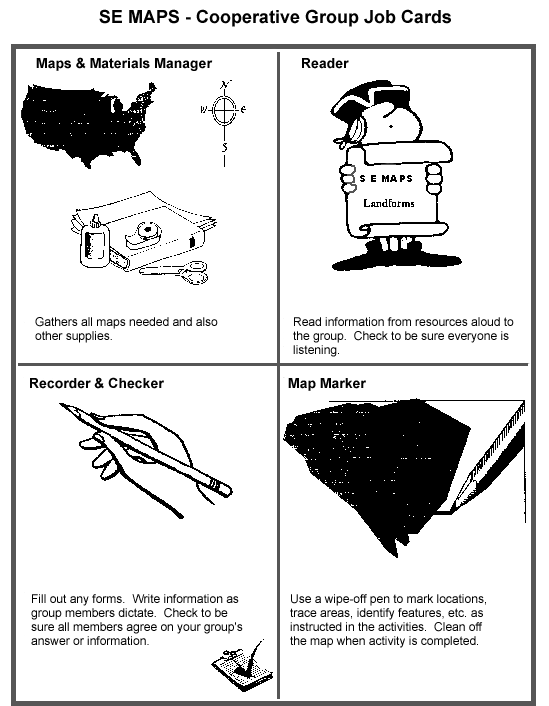 SE MAPS - Cooperative Group Job Cards
Maps & Materials Manager
N
W
e
S
Gathers all maps needed and also
other supplies.
Reader
S E M A P S
Landforms
Read information from resources aloud to
the group. Check to be sure everyone is
listening.
Recorder & Checker
Fill out any forms. Write information as
group members dictate. Check to be
sure all members agree on your group's
answer or information.
Map Marker
Use a wipe-off pen to mark locations,
trace areas, identify features, etc. as
instructed in the activities. Clean off
the map when activity is completed.